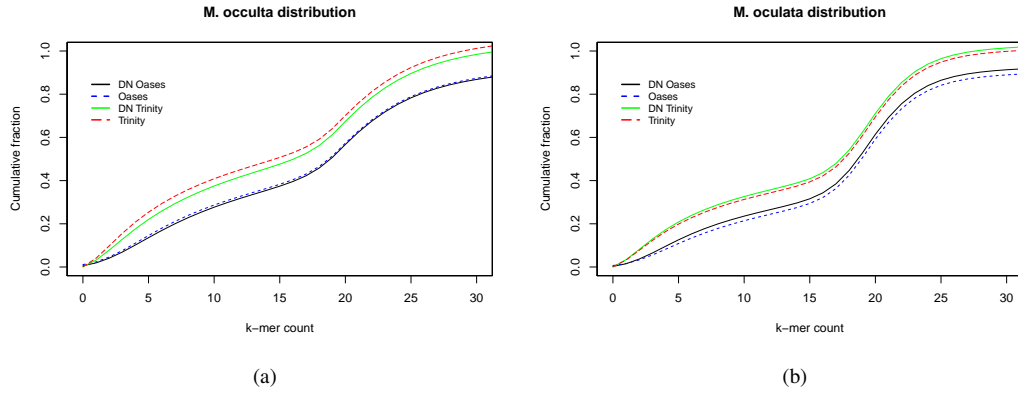 M. occulta distribution
Cumulative fraction
1.0
0.8
0.6
0.4
0.2
0.0
DN Oases
Oases
DN Trinity
Trinity
0 5 10 15 20 25 30
k−mer count
(a)
M. oculata distribution
Cumulative fraction
1.0
0.8
0.6
0.4
0.2
0.0
DN Oases
Oases
DN Trinity
Trinity
0 5 10 15 20 25 30
k−mer count
(b)